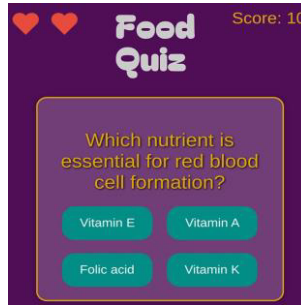 Food
Quiz
Score: 10
Which nutrient is
essential for red blood
cell formation?
Vitamin E
Vitamin A
Folic acid
Vitamin K